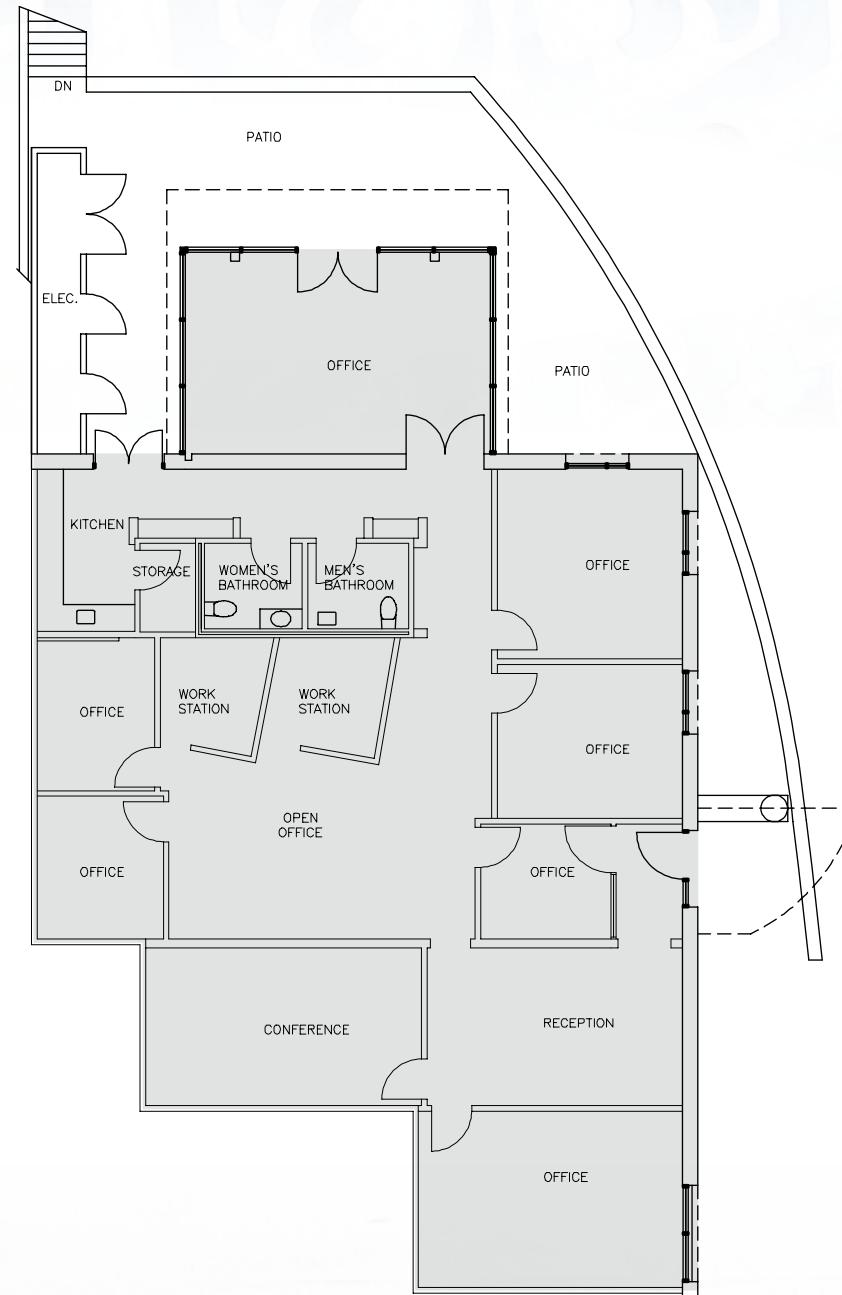 DN
PATIO
ELEC.
OFFICE
PATIO
KITCHEN
STORAGE
WOMEN'S
BATHROOM
MEN'S
BATHROOM
OFFICE
OFFICE
WORK
STATION
WORK
STATION
OFFICE
OPEN
OFFICE
OFFICE
OFFICE
CONFERENCE
RECEPTION
OFFICE